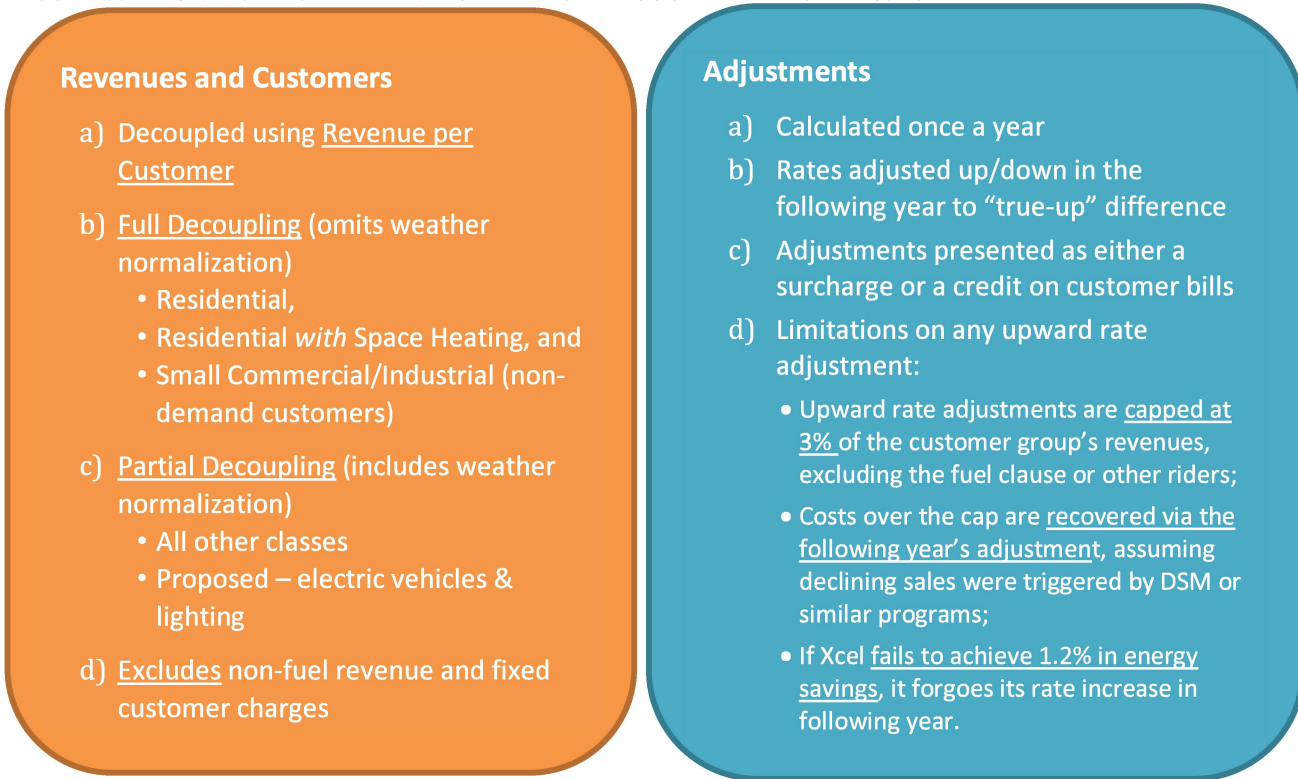 Revenues and Customers
a) Decoupled using Revenue per
Customer
b) Full Decoupling (omits weather
normalization)
• Residential,
• Residential with Space Heating, and
• Small Commercial/Industrial (non-
demand customers)
c) Partial Decoupling (includes weather
normalization)
• All other classes
• Proposed – electric vehicles &
lighting
d) Excludes non-fuel revenue and fixed
customer charges
Adjustments
a) Calculated once a year
b) Rates adjusted up/down in the
following year to “true-up” difference
c) Adjustments presented as either a
surcharge or a credit on customer bills
d) Limitations on any upward rate
adjustment:
• Upward rate adjustments are capped at
3% of the customer group’s revenues,
excluding the fuel clause or other riders;
• Costs over the cap are recovered via the
following year’s adjustment, assuming
declining sales were triggered by DSM or
similar programs;
• If Xcel fails to achieve 1.2% in energy
savings, it forgoes its rate increase in
following year.